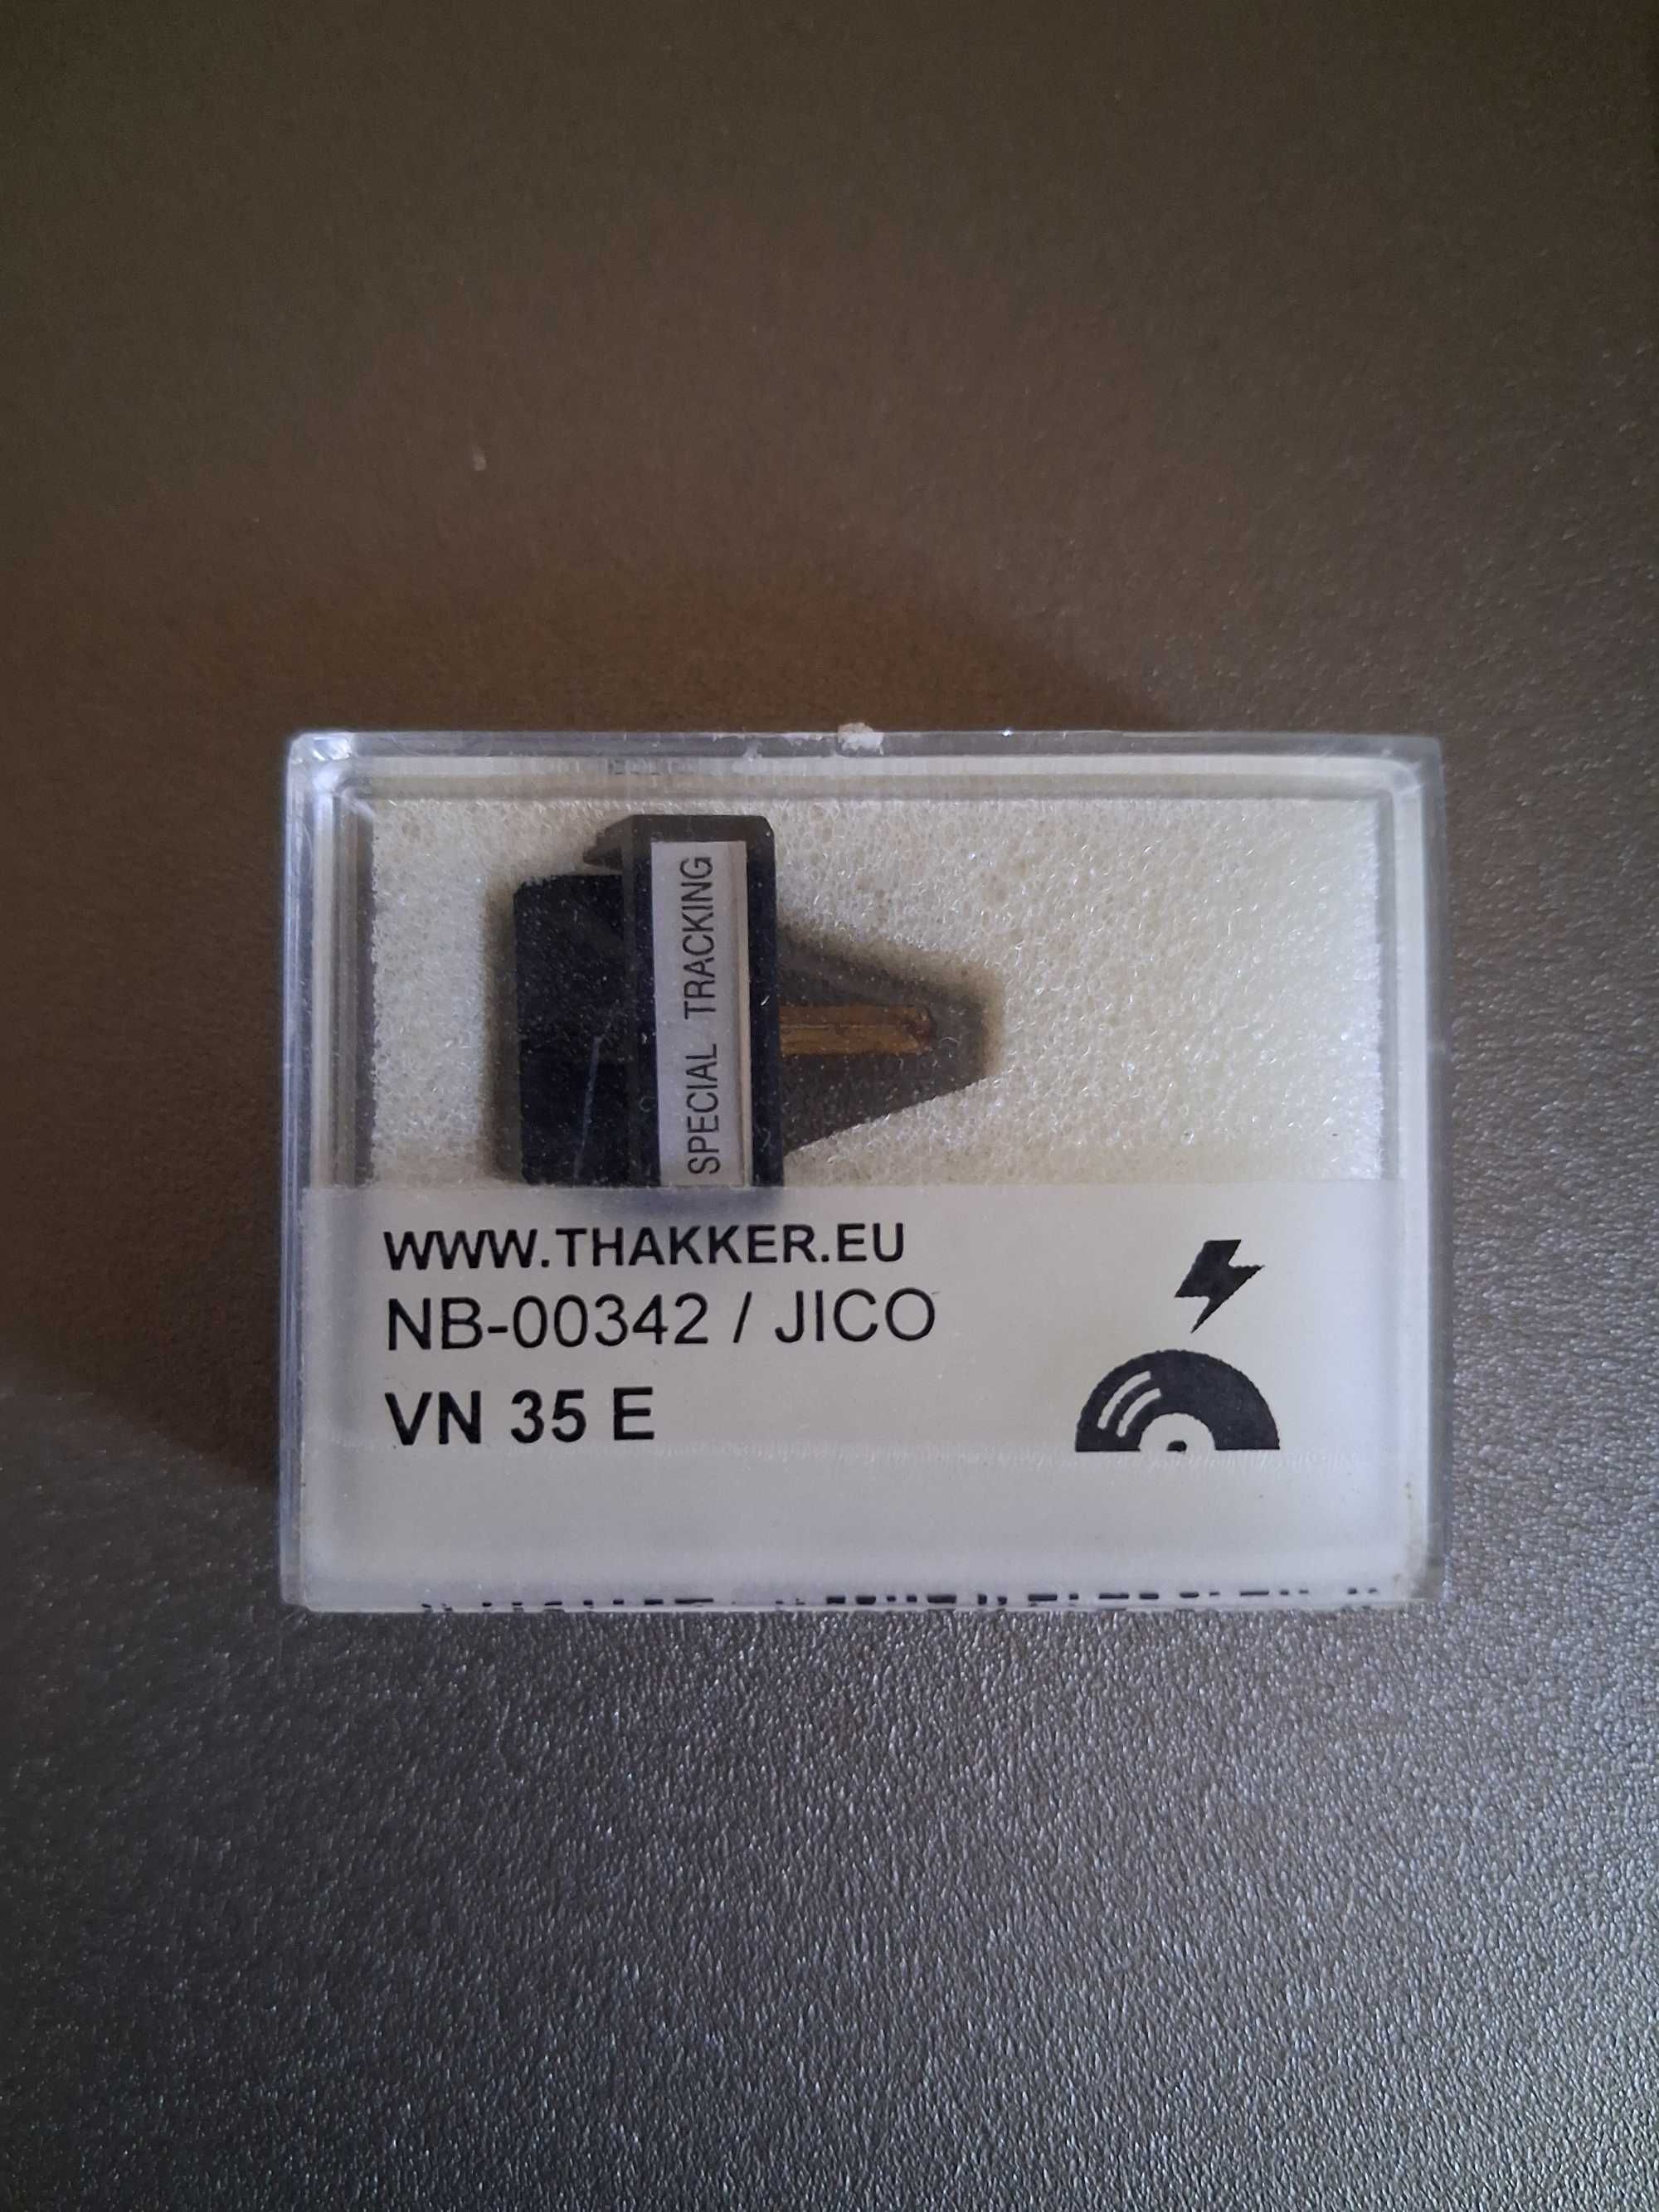 SPECIAL TRACKING
WWW.THAKKER.EU
NB-00342 / JICO
VN 35 E